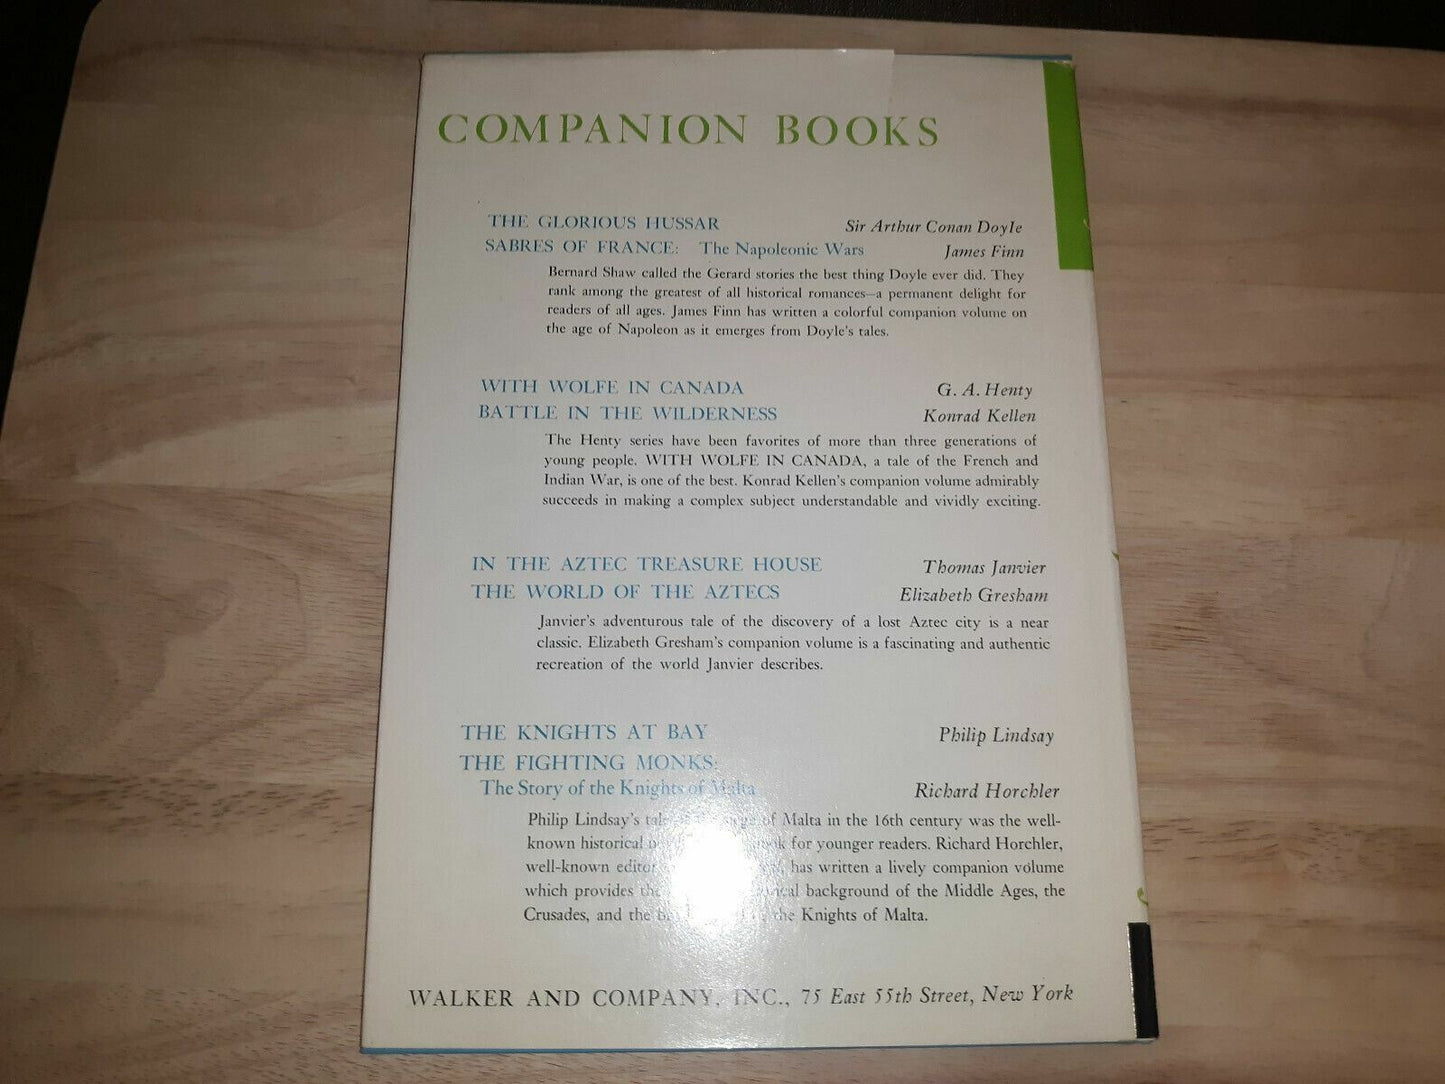 COMPANION BOOKS
THE GLORIOUS HUSSAR Sir Arthur Conan Doyle
SABRES OF FRANCE: The Napoleonic Wars James Finn
Bernard Shaw called the Gerard stories the best thing Doyle ever did. They
rank among the greatest of all historical romances—a permanent delight for
readers of all ages. James Finn has written a colorful companion volume on
the age of Napoleon as it emerges from Doyle's tales.
WITH WOLFE IN CANADA G. A. Henty
BATTLE IN THE WILDERNESS Konrad Kellen
The Henty series have been favorites of more than three generations of
young people. WITH WOLFE IN CANADA, a tale of the French and
Indian War, is one of the best. Konrad Kellen's companion volume admirably
succeeds in making a complex subject understandable and vividly exciting.
IN THE AZTEC TREASURE HOUSE Thomas Janvier
THE WORLD OF THE AZTECS Elizabeth Gresham
Janvier's adventurous tale of the discovery of a lost Aztec city is a near
classic. Elizabeth Gresham's companion volume is a fascinating and authentic
recreation of the world Janvier describes.
THE KNIGHTS AT BAY Philip Lindsay
THE FIGHTING MONKS:
The Story of the Knights of Malta Richard Horchler
Philip Lindsay's of Malta in the 16th century was the well-
known historical for younger readers. Richard Horchler,
well-known has written a lively companion volume
which provides background of the Middle Ages, the
Crusades, and the the Knights of Malta.
WALKER AND COMPANY, INC., 75 East 55th Street, New York